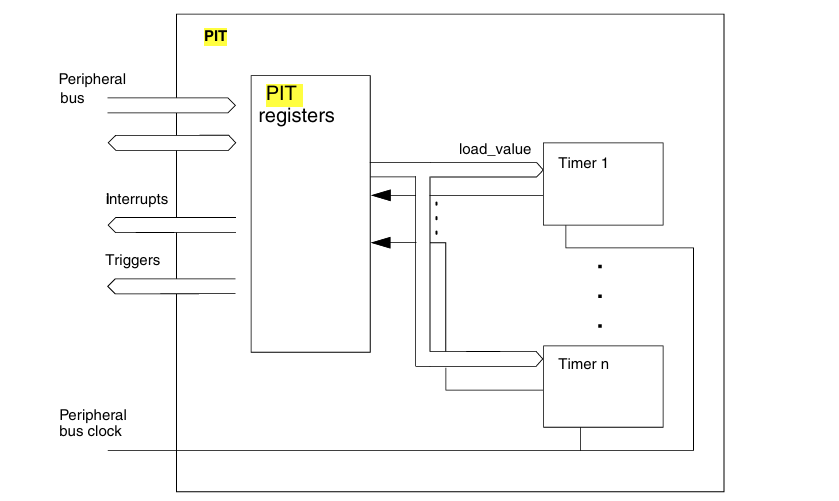 PIT
Peripheral
bus
PIT
registers
load_value
Timer 1
Interrupts
Triggers
Timer n
Peripheral
bus clock